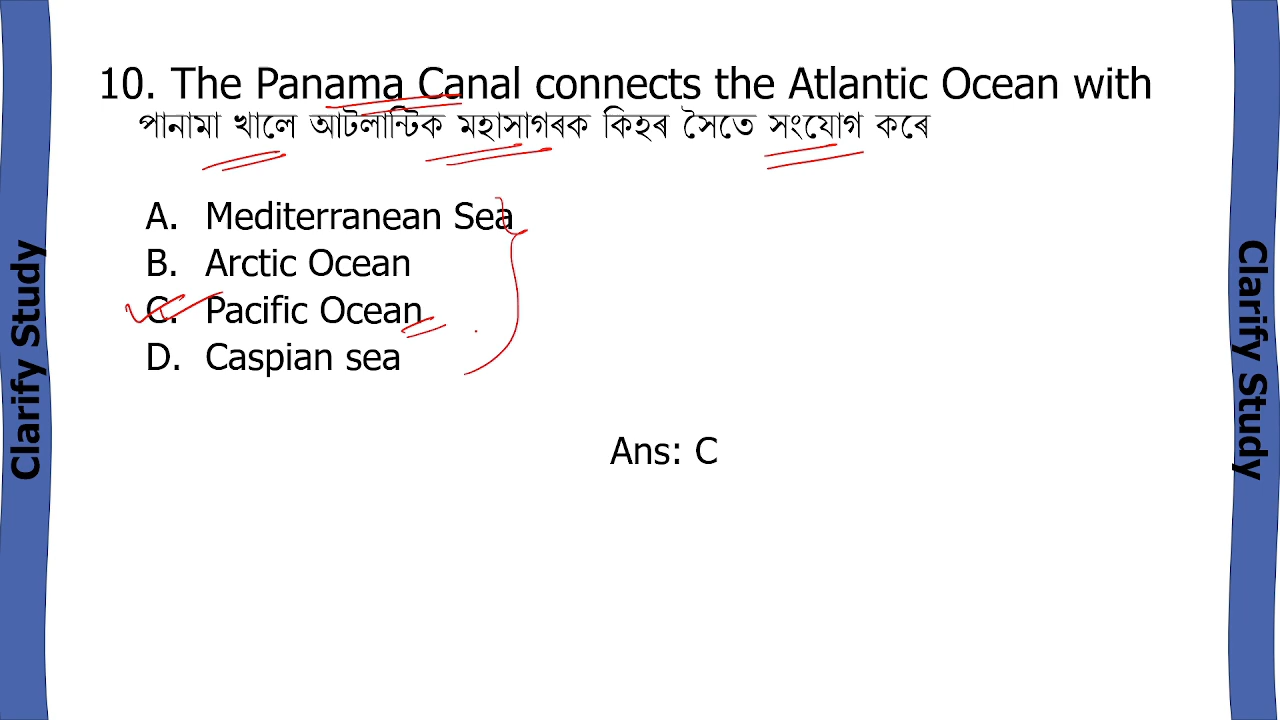 10. The Panama Canal connects the Atlantic Ocean with
পানামা খালে আটলান্টিক মহাসাগৰক কিহৰ সৈতে সংযোগ কৰে
A. Mediterranean Sea
B. Arctic Ocean
C. Pacific Ocean
D. Caspian sea
Ans: C
Clarify Study
Clarify Study